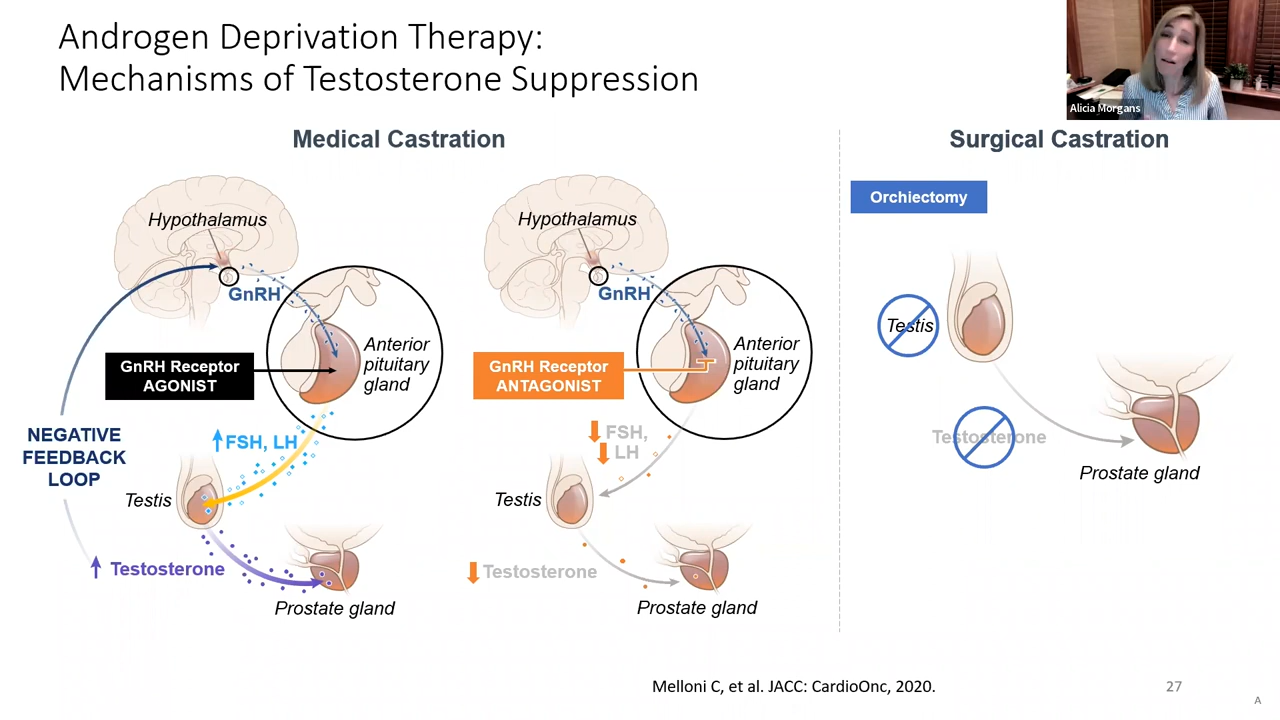 Androgen Deprivation Therapy:
Mechanisms of Testosterone Suppression
Alicia Morgans
Medical Castration
Surgical Castration
Hypothalamus
GnRH
Anterior
pituitary
gland
GnRH Receptor
AGONIST
NEGATIVE
FEEDBACK
LOOP
FSH, LH
Testis
Testosterone
Prostate gland
Hypothalamus
GnRH
Anterior
pituitary
gland
GnRH Receptor
ANTAGONIST
FSH,
LH
Testis
Testosterone
Prostate gland
Orchiectomy
Testis
Testosterone
Prostate gland
Melloni C, et al. JACC: CardioOnc, 2020.
27
A